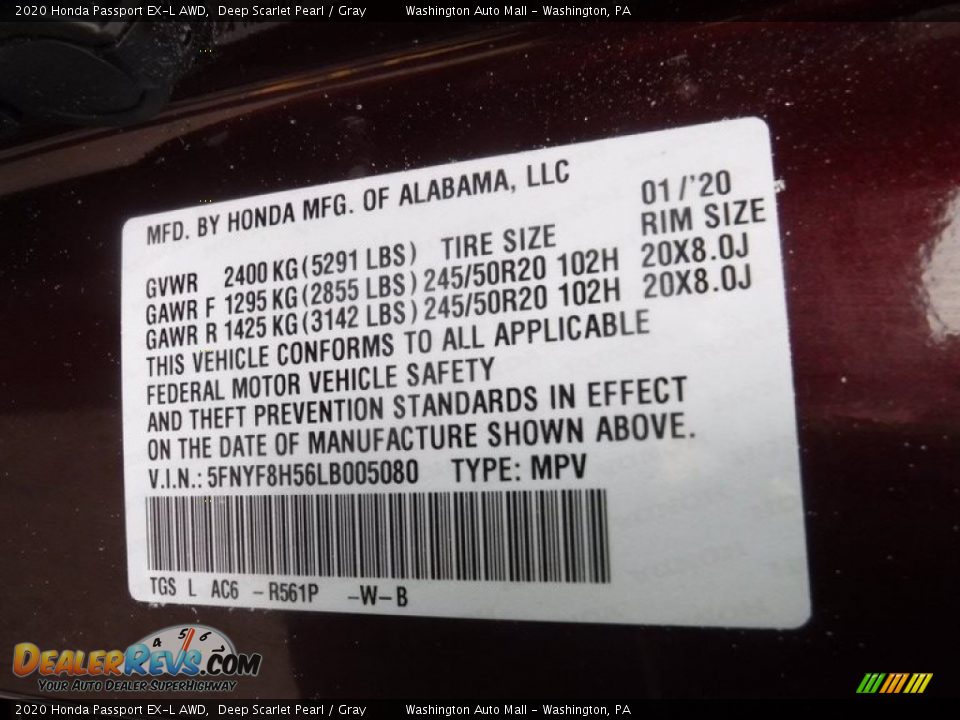 2020 Honda Passport EX-L AWD, Deep Scarlet Pearl / Gray Washington Auto Mall - Washington, PA
MFD. BY HONDA MFG. OF ALABAMA, LLC 01/'20
GVWR 2400 KG (5291 LBS) TIRE SIZE RIM SIZE
GAWR F 1295 KG (2855 LBS) 245/50R20 102H 20X8.0J
GAWR R 1425 KG (3142 LBS) 245/50R20 102H 20X8.0J
THIS VEHICLE CONFORMS TO ALL APPLICABLE
FEDERAL MOTOR VEHICLE SAFETY
AND THEFT PREVENTION STANDARDS IN EFFECT
ON THE DATE OF MANUFACTURE SHOWN ABOVE.
V.I.N.: 5FNYF8H56LB005080 TYPE: MPV
TGS L AC6 -R561P -W-B
4 5 6
DealerRevs.com
Your Auto Dealer SuperHighway
2020 Honda Passport EX-L AWD, Deep Scarlet Pearl / Gray Washington Auto Mall - Washington, PA